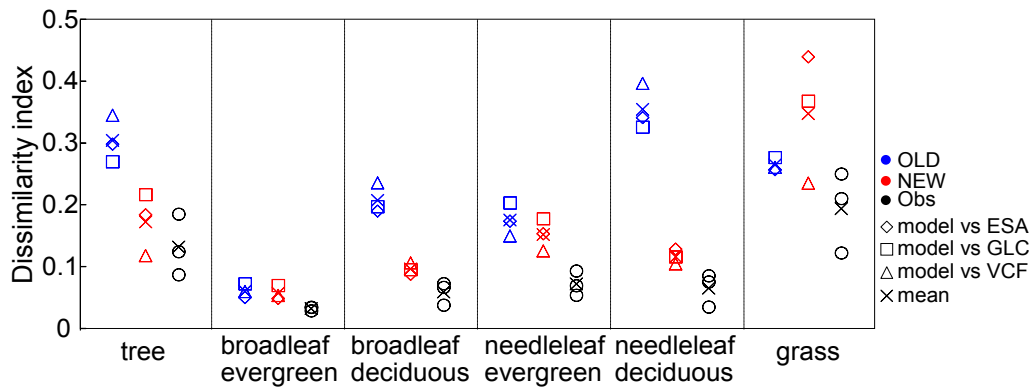 Dissimilarity index
0.5
0.4
0.3
0.2
0.1
0
tree
broadleaf
evergreen
broadleaf
deciduous
needleleaf
evergreen
needleleaf
deciduous
grass
OLD
NEW
Obs
model vs ESA
model vs GLC
model vs VCF
mean